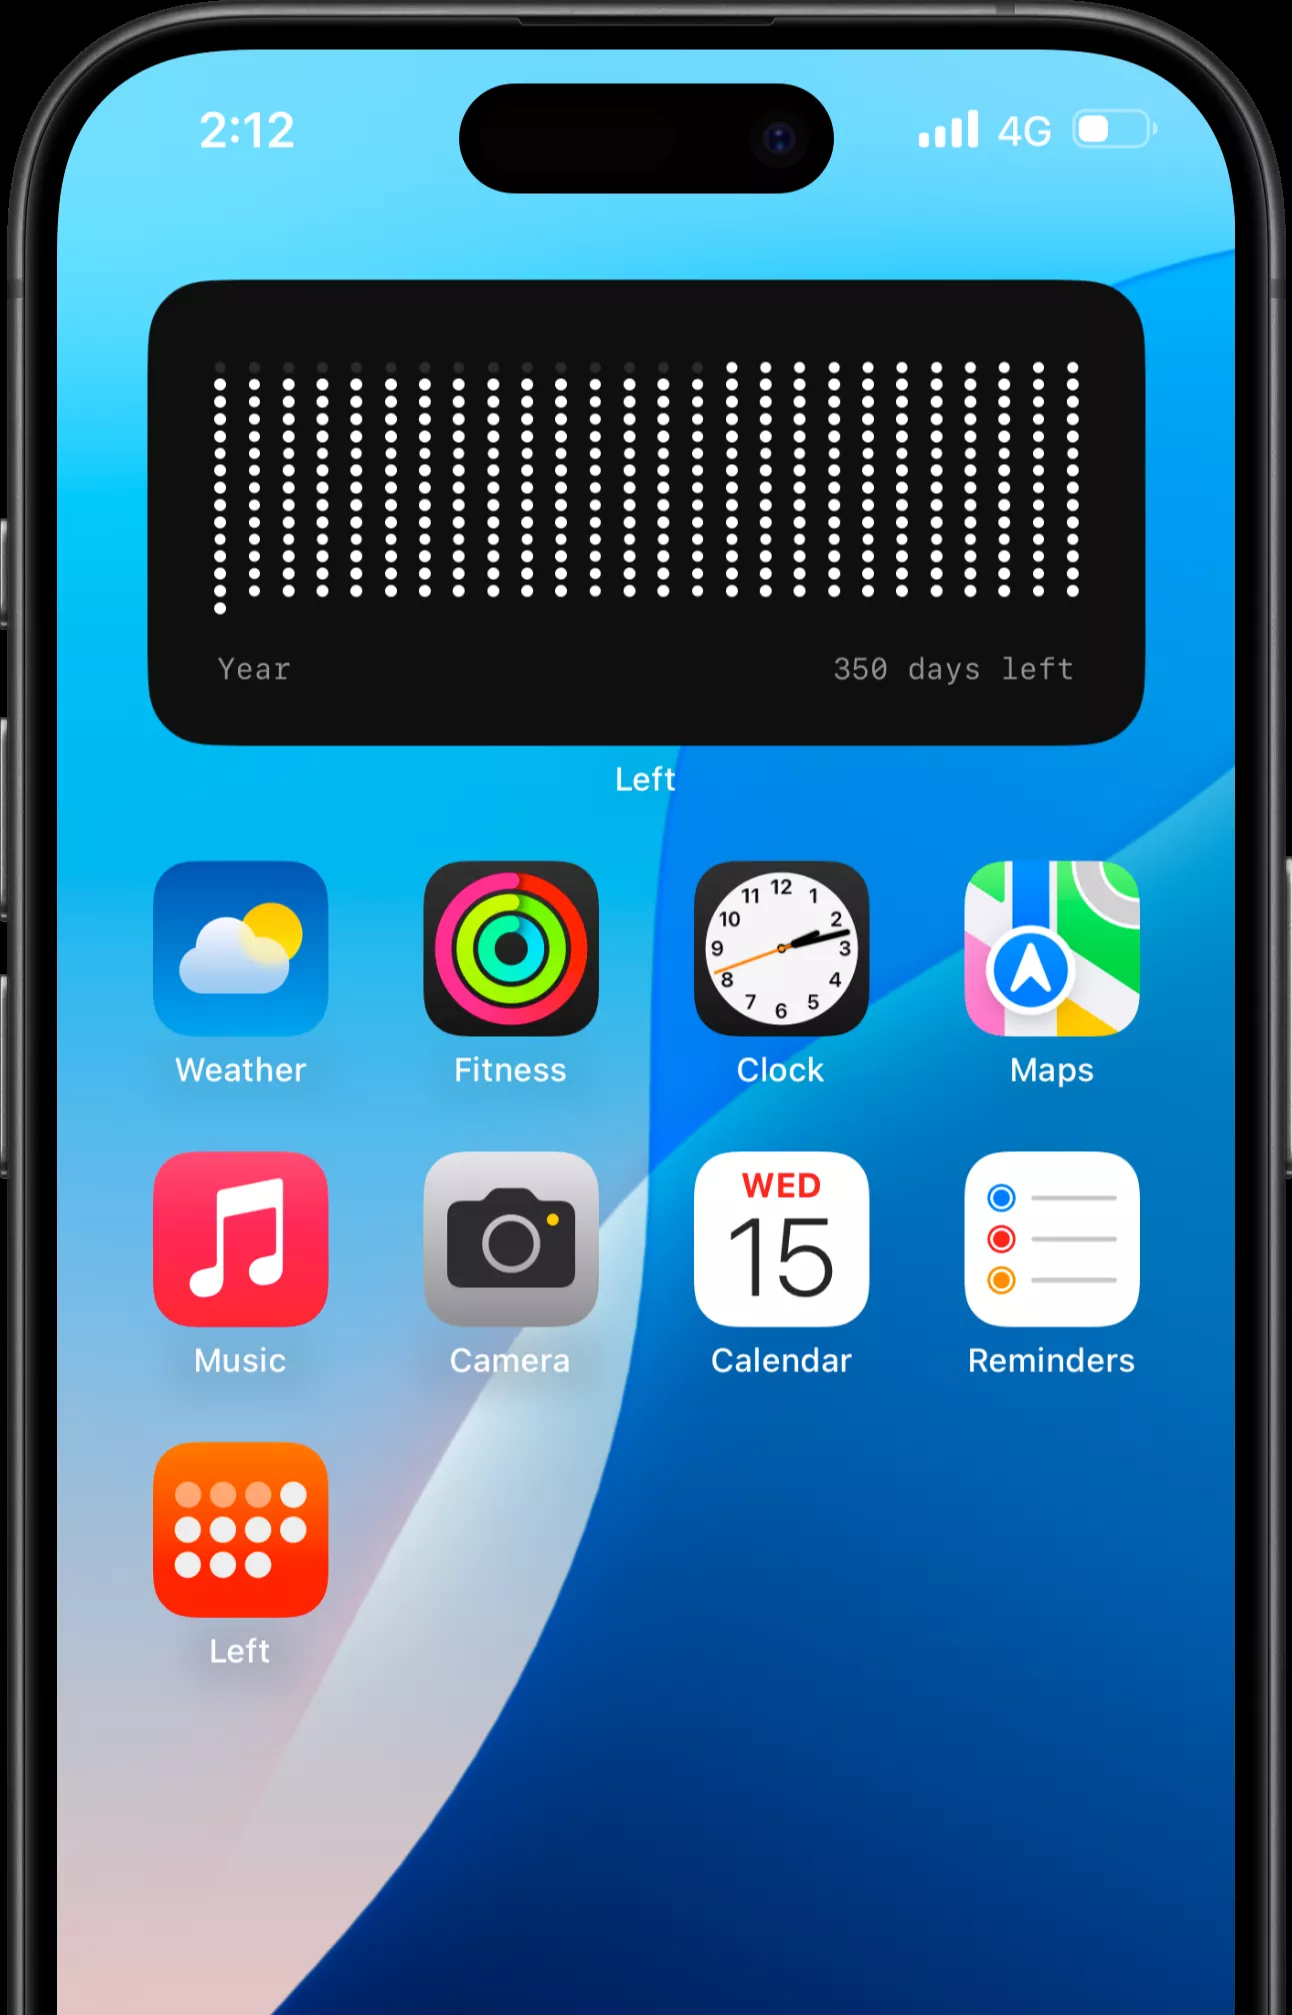 2:12 4G
Year 350 days left
Left
12
11 1
10 2
9 3
8 4
7 5
6
Weather Fitness Clock Maps
WED
15
Music Camera Calendar Reminders
Left